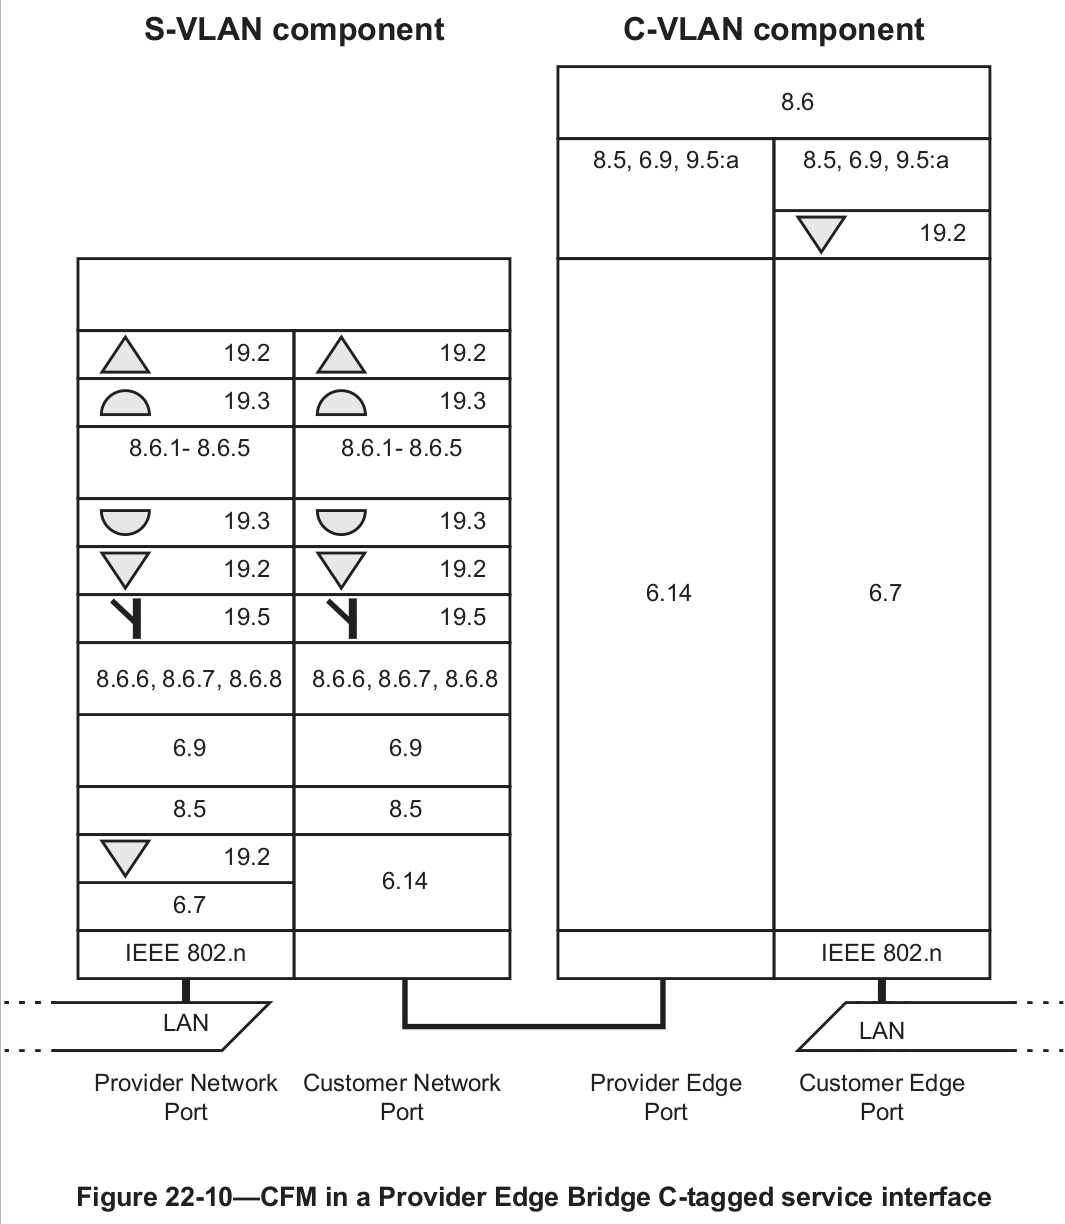 S-VLAN component
C-VLAN component
8.6
8.5, 6.9, 9.5:a
8.5, 6.9, 9.5:a
19.2
6.14
6.7
IEEE 802.n
19.2
19.2
19.3
19.3
8.6.1- 8.6.5
8.6.1- 8.6.5
19.3
19.3
19.2
19.2
19.5
19.5
8.6.6, 8.6.7, 8.6.8
8.6.6, 8.6.7, 8.6.8
6.9
6.9
8.5
8.5
19.2
6.14
6.7
IEEE 802.n
LAN
LAN
Provider Network
Port
Customer Network
Port
Provider Edge
Port
Customer Edge
Port
Figure 22-10—CFM in a Provider Edge Bridge C-tagged service interface